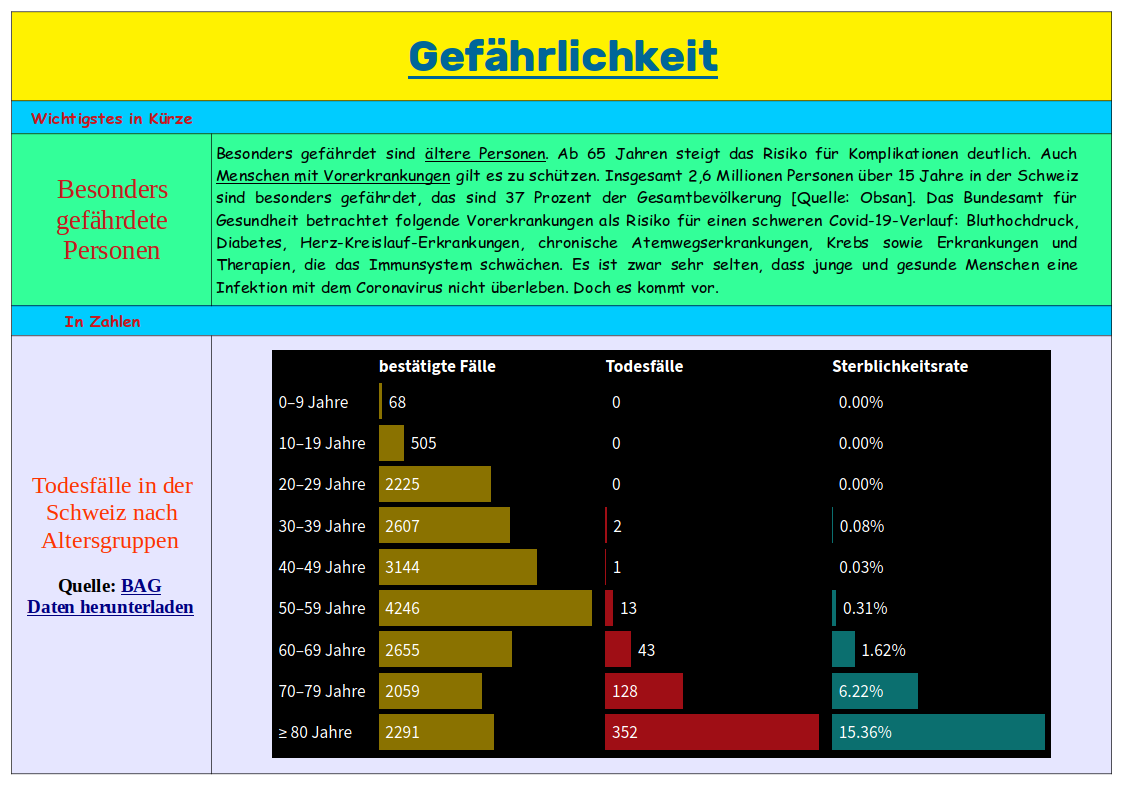 Gefährlichkeit
Wichtigstes in Kürze
Besonders
gefährdete
Personen
Besonders gefährdet sind ältere Personen. Ab 65 Jahren steigt das Risiko für Komplikationen deutlich. Auch
Menschen mit Vorerkrankungen gilt es zu schützen. Insgesamt 2,6 Millionen Personen über 15 Jahre in der Schweiz
sind besonders gefährdet, das sind 37 Prozent der Gesamtbevölkerung [Quelle: Obsan]. Das Bundesamt für
Gesundheit betrachtet folgende Vorerkrankungen als Risiko für einen schweren Covid-19-Verlauf: Bluthochdruck,
Diabetes, Herz-Kreislauf-Erkrankungen, chronische Atemwegserkrankungen, Krebs sowie Erkrankungen und
Therapien, die das Immunsystem schwächen. Es ist zwar sehr selten, dass junge und gesunde Menschen eine
Infektion mit dem Coronavirus nicht überleben. Doch es kommt vor.
In Zahlen
Todesfälle in der
Schweiz nach
Altersgruppen
Quelle: BAG
Daten herunterladen
bestätigte Fälle Todesfälle Sterblichkeitsrate
0–9 Jahre 68 0 0.00%
10–19 Jahre 505 0 0.00%
20–29 Jahre 2225 0 0.00%
30–39 Jahre 2607 2 0.08%
40–49 Jahre 3144 1 0.03%
50–59 Jahre 4246 13 0.31%
60–69 Jahre 2655 43 1.62%
70–79 Jahre 2059 128 6.22%
≥ 80 Jahre 2291 352 15.36%